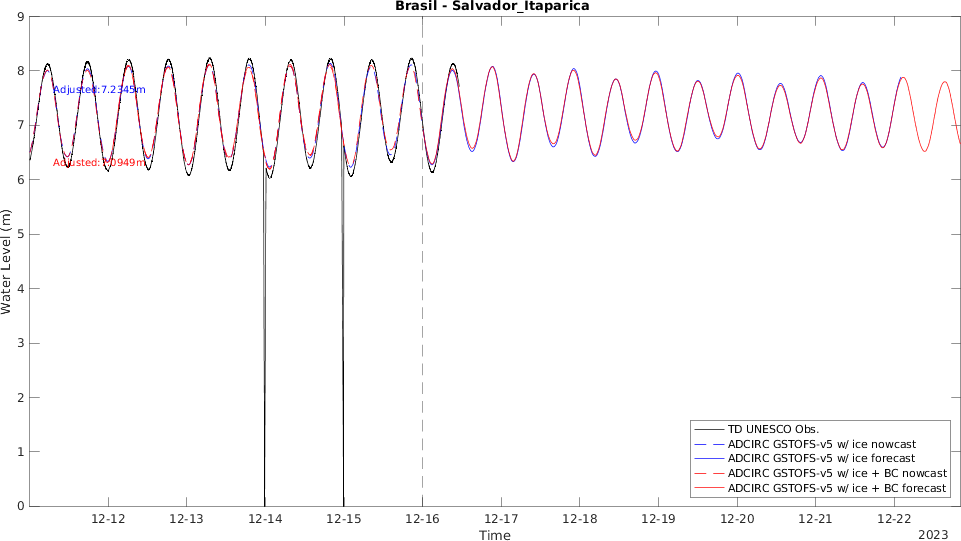 Brasil - Salvador_Itaparica
9
8
7
6
5
4
3
2
1
0
Water Level (m)
Adjusted:7.2345m
12-12
12-13
12-14
12-15
12-16
12-17
12-18
12-19
12-20
12-21
12-22
Time
2023
TD UNESCO Obs.
ADCIRC GSTOFS-v5 w/ ice nowcast
ADCIRC GSTOFS-v5 w/ ice forecast
ADCIRC GSTOFS-v5 w/ ice + BC nowcast
ADCIRC GSTOFS-v5 w/ ice + BC forecast